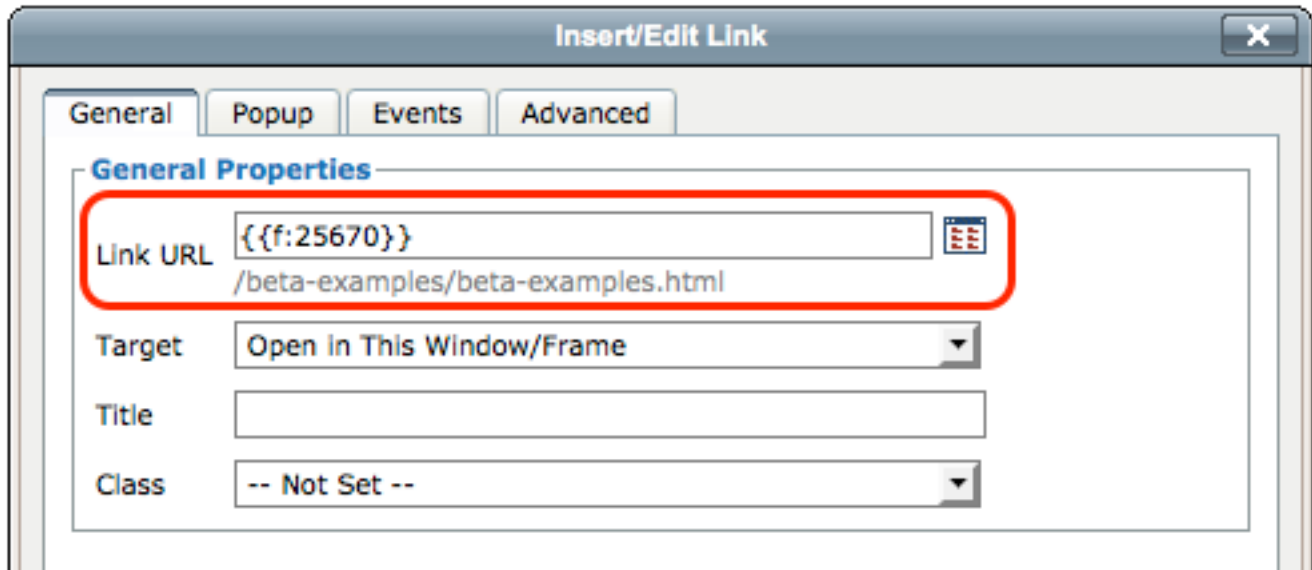 Insert/Edit Link
General Popup Events Advanced
General Properties
Link URL {{f:25670}}
/beta-examples/beta-examples.html
Target Open in This Window/Frame
Title
Class -- Not Set --